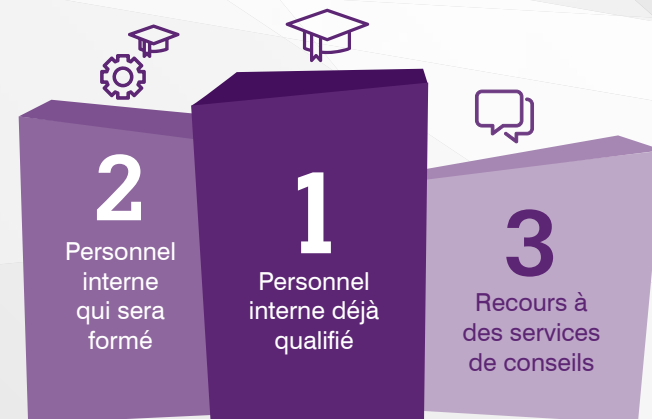 2
Personnel
interne
qui sera
formé
1
Personnel
interne déjà
qualifié
3
Recours à
des services
de conseils